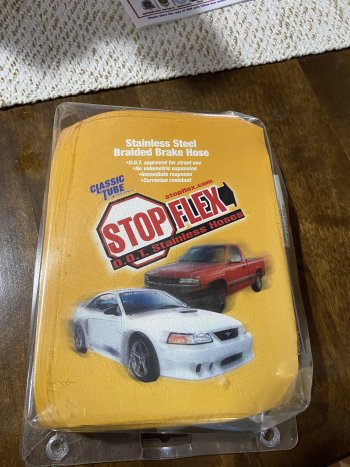 Stainless Steel
Braided Brake Hose
•D.O.T. approved for street use
•No volumetric expansion
•Immediate response
•Corrosion resistant
CLASSIC
TUBE
stopflex.com
STOP FLEX
D.O.T. Stainless Hoses